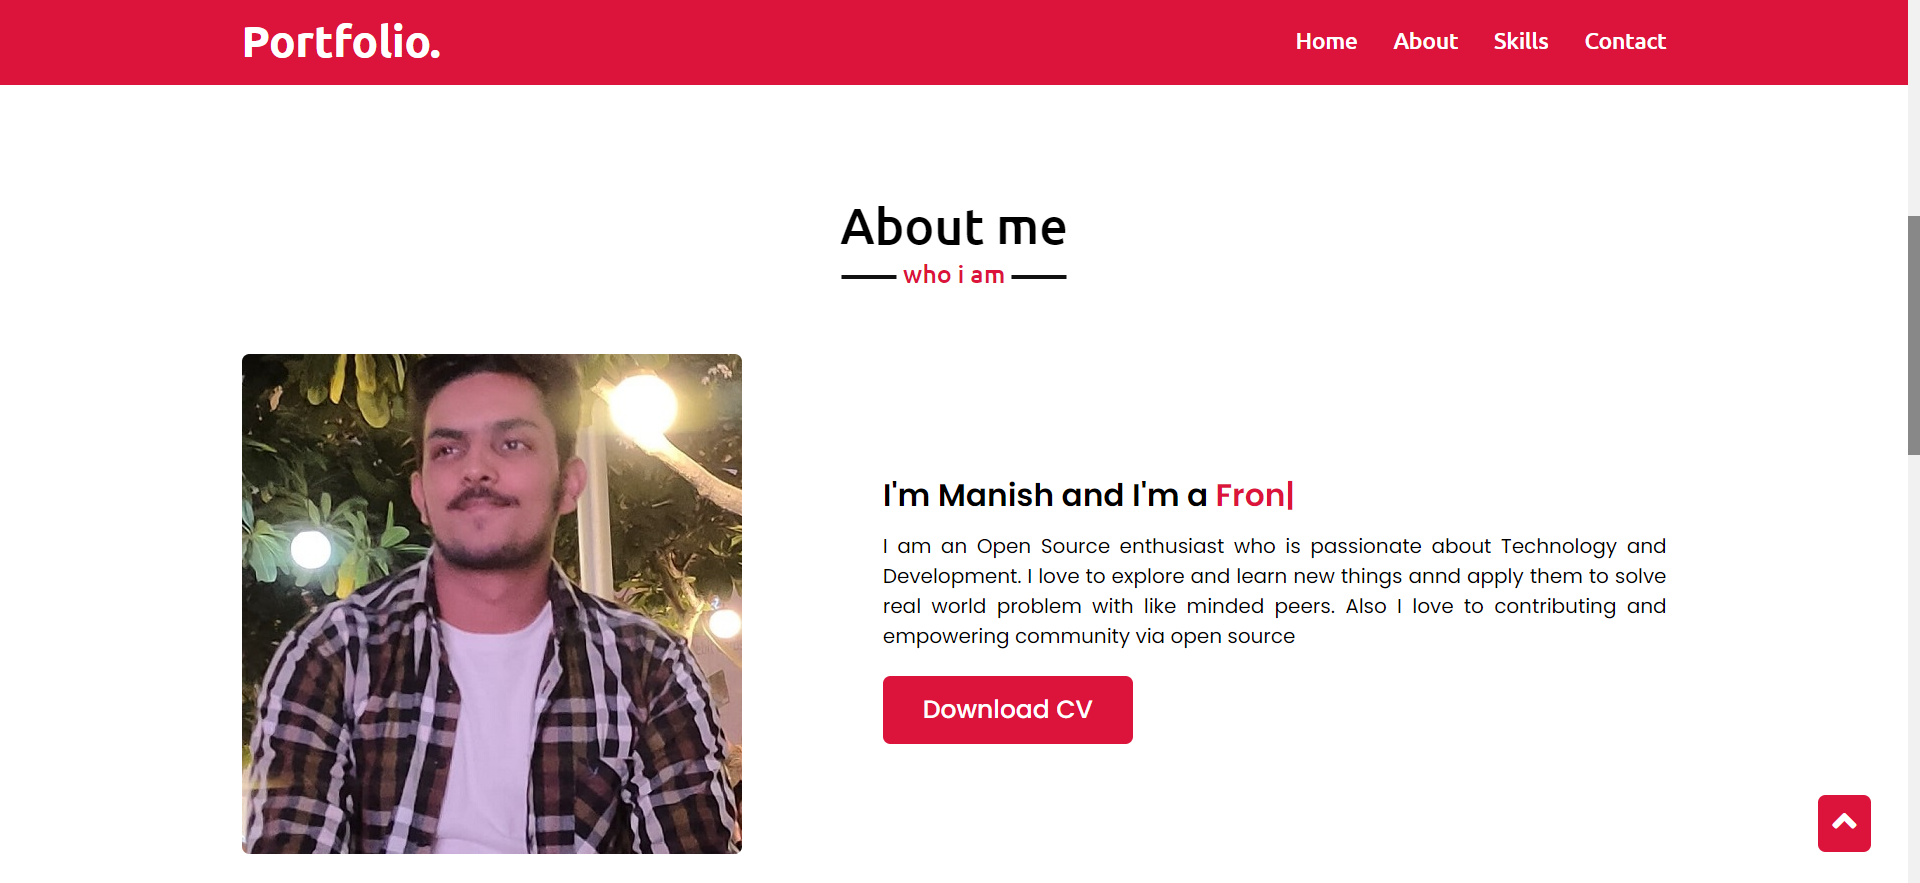 Portfolio.
Home About Skills Contact
About me
who i am
I'm Manish and I'm a Fron|
I am an Open Source enthusiast who is passionate about Technology and
Development. I love to explore and learn new things annd apply them to solve
real world problem with like minded peers. Also I love to contributing and
empowering community via open source
Download CV